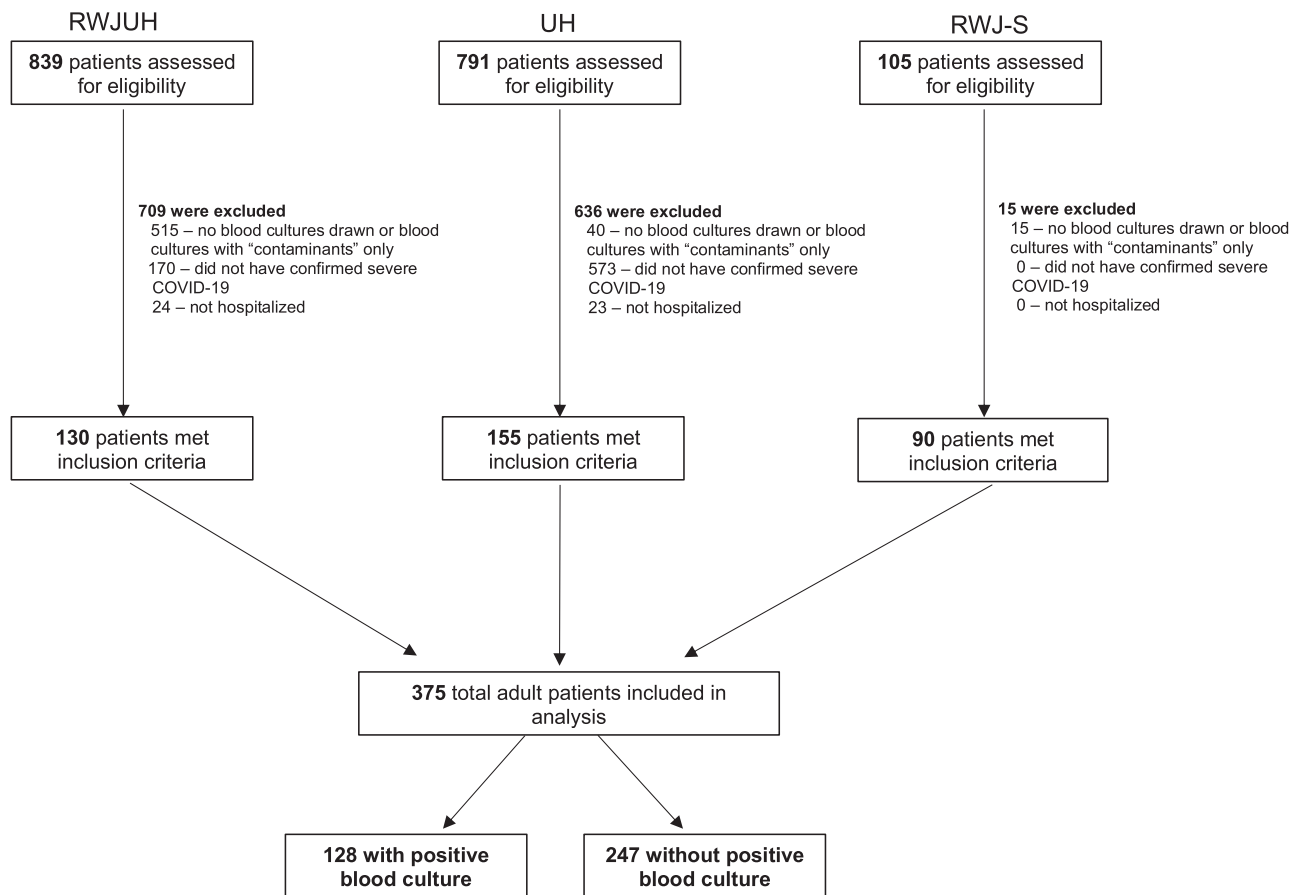 RWJUH
839 patients assessed
for eligibility
709 were excluded
515 – no blood cultures drawn or blood
cultures with “contaminants” only
170 – did not have confirmed severe
COVID-19
24 – not hospitalized
130 patients met
inclusion criteria
UH
791 patients assessed
for eligibility
636 were excluded
40 – no blood cultures drawn or blood
cultures with “contaminants” only
573 – did not have confirmed severe
COVID-19
23 – not hospitalized
155 patients met
inclusion criteria
RWJ-S
105 patients assessed
for eligibility
15 were excluded
15 – no blood cultures drawn or blood
cultures with “contaminants” only
0 – did not have confirmed severe
COVID-19
0 – not hospitalized
90 patients met
inclusion criteria
375 total adult patients included in
analysis
128 with positive
blood culture
247 without positive
blood culture